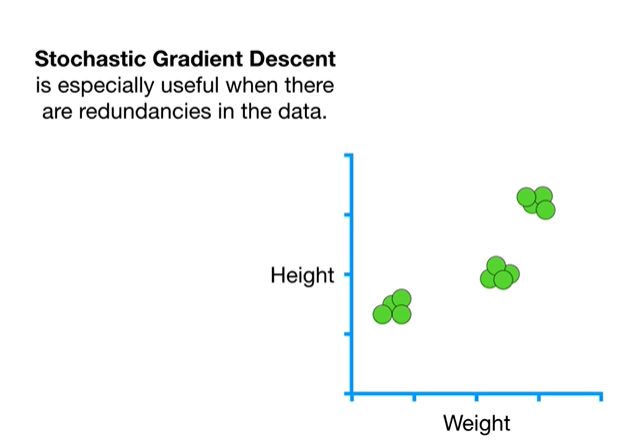 Stochastic Gradient Descent
is especially useful when there
are redundancies in the data.
Height
Weight